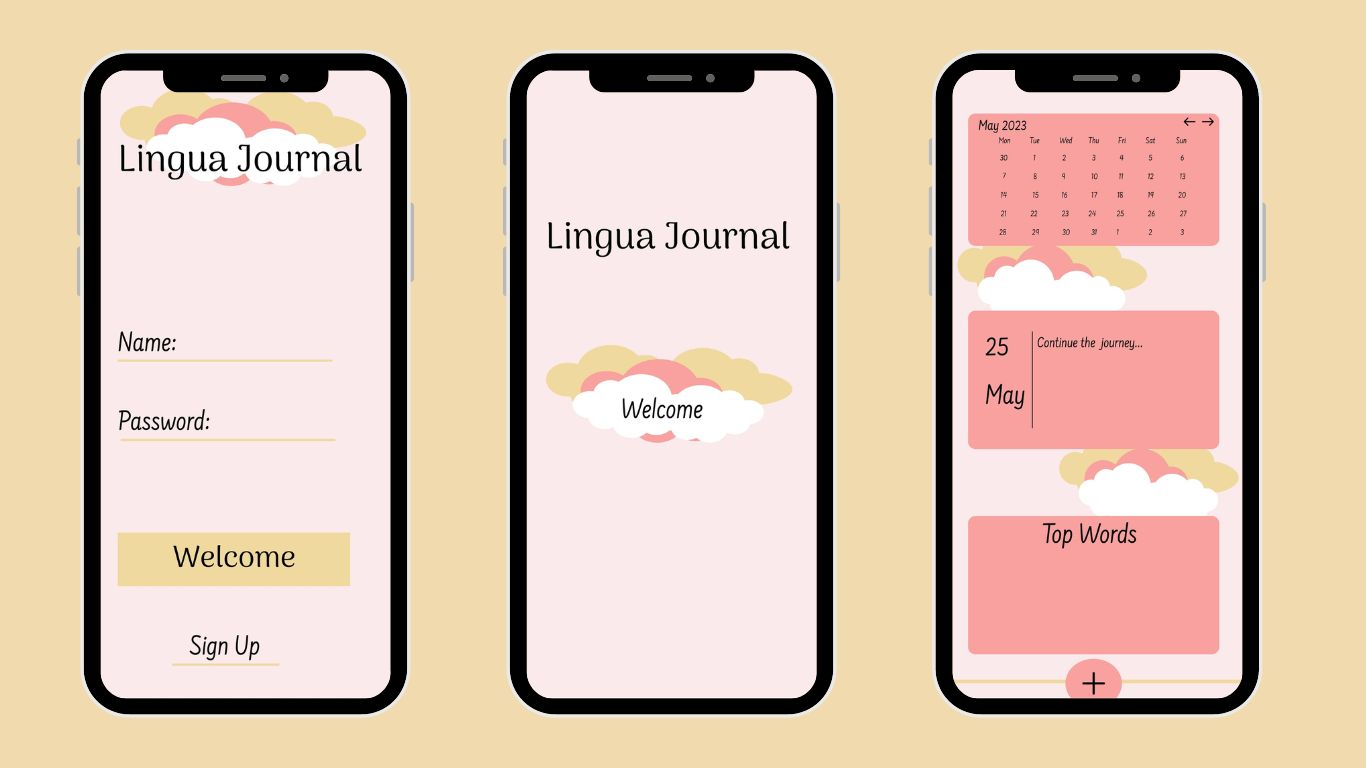 Lingua Journal
Name:
Password:
Welcome
Sign Up
Lingua Journal
Welcome
May 2023 ← →
Mon Tue Wed Thu Fri Sat Sun
30 1 2 3 4 5 6
7 8 9 10 11 12 13
14 15 16 17 18 19 20
21 22 23 24 25 26 27
28 29 30 31 1 2 3
25
May
Continue the journey...
Top Words
+